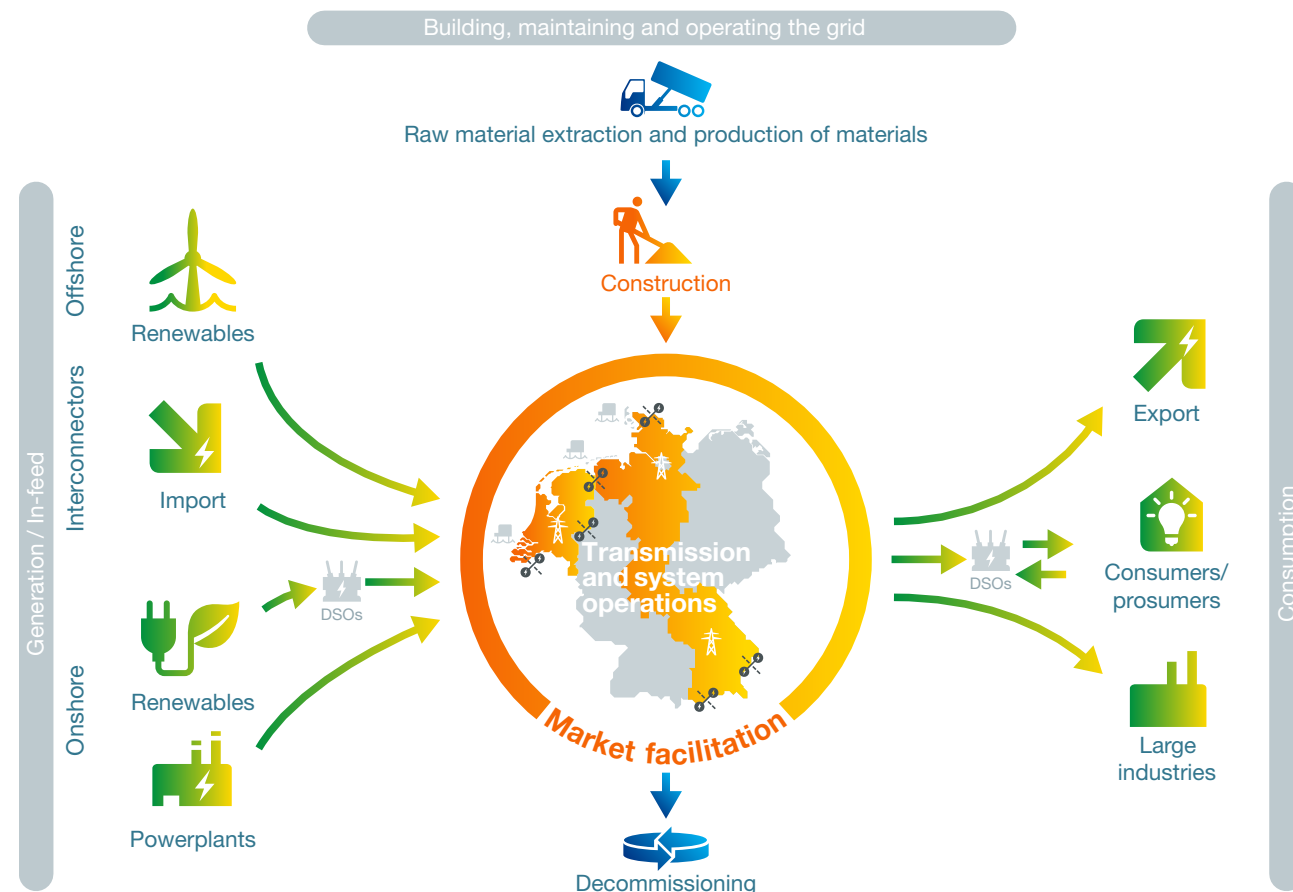 Building, maintaining and operating the grid
Raw material extraction and production of materials
Construction
Generation / In-feed
Offshore
Renewables
Interconnectors
Import
Onshore
DSOs
Renewables
Powerplants
Transmission
and system
operations
Market facilitation
Decommissioning
Export
DSOs
Consumers/
prosumers
Large
industries
Consumption